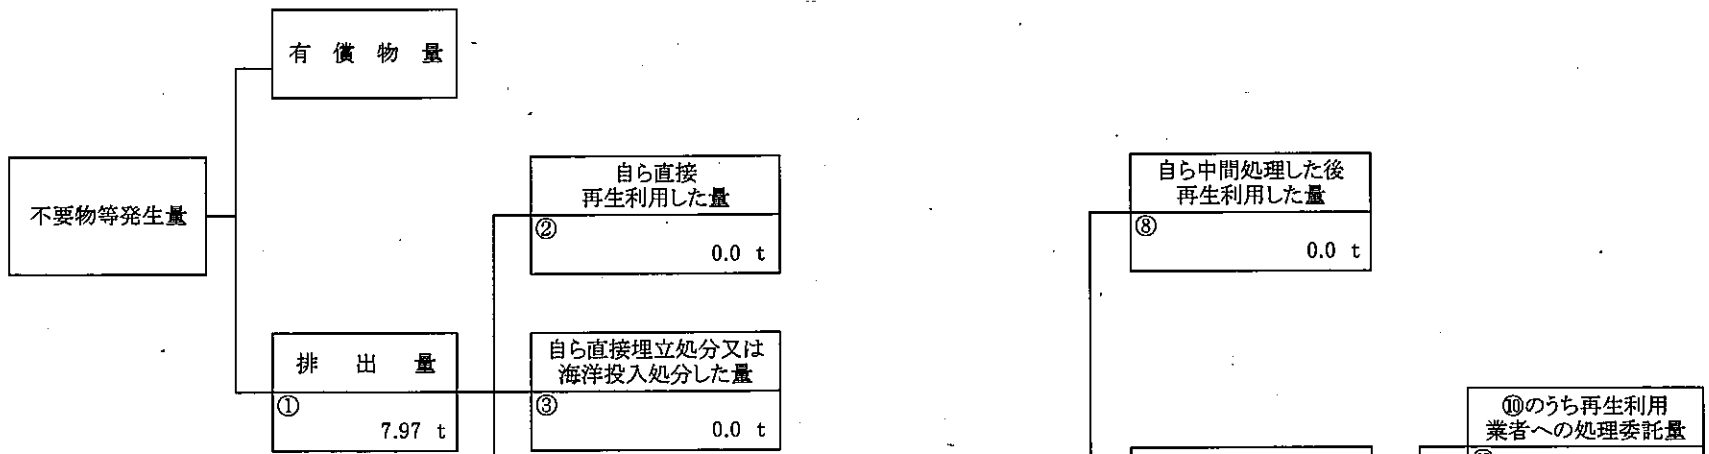 有償物量
不要物等発生量
自ら直接
再生利用した量
②
0.0 t
自ら中間処理した後
再生利用した量
⑧
0.0 t
排出量
①
7.97 t
自ら直接埋立処分又は
海洋投入処分した量
③
0.0 t
⑩のうち再生利用
業者への処理委託量